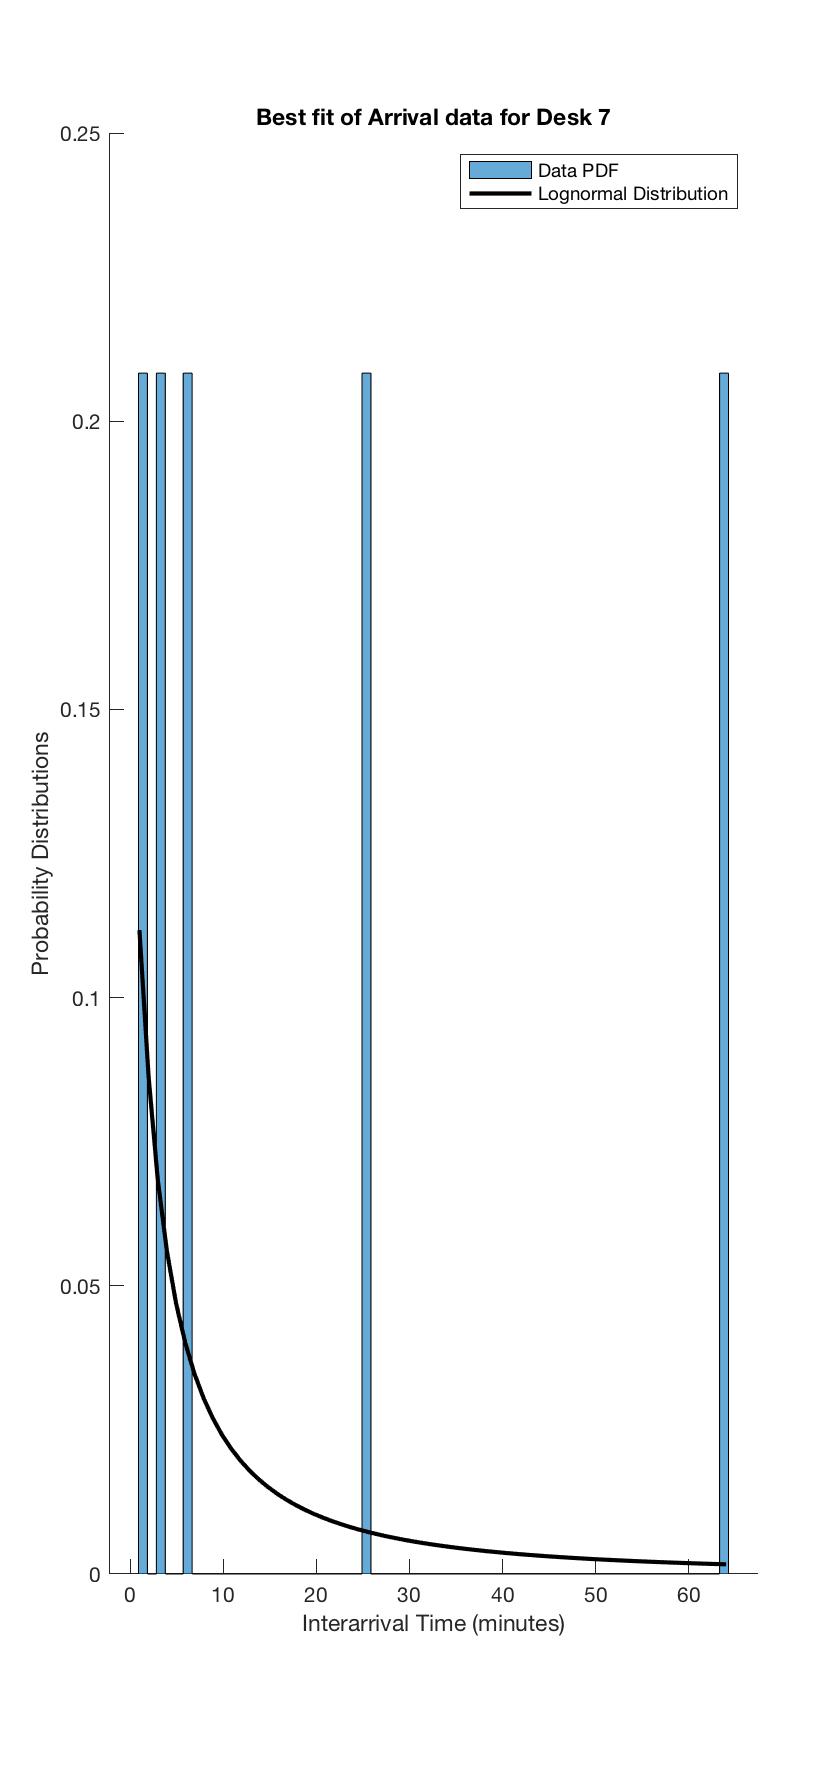 Best fit of Arrival data for Desk 7
0.25
Data PDF
Lognormal Distribution
0.2
0.15
Probability Distributions
0.1
0.05
0
0 10 20 30 40 50 60
Interarrival Time (minutes)